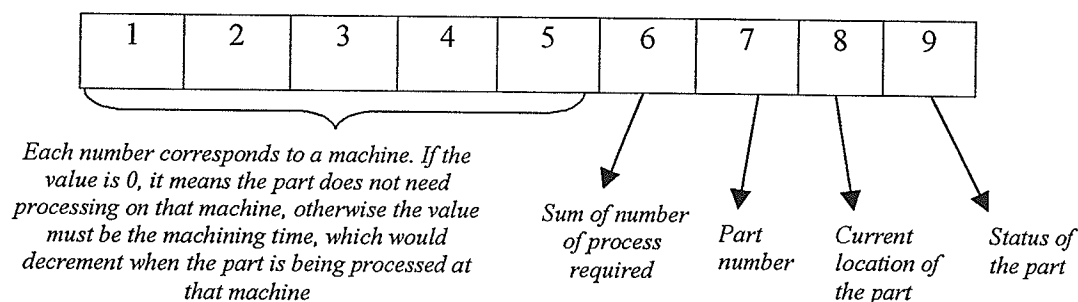 1 2 3 4 5 6 7 8 9
Each number corresponds to a machine. If the
value is 0, it means the part does not need
processing on that machine, otherwise the value
must be the machining time, which would
decrement when the part is being processed at
that machine
Sum of number
of process
required
Part
number
Current
location of
the part
Status of
the part